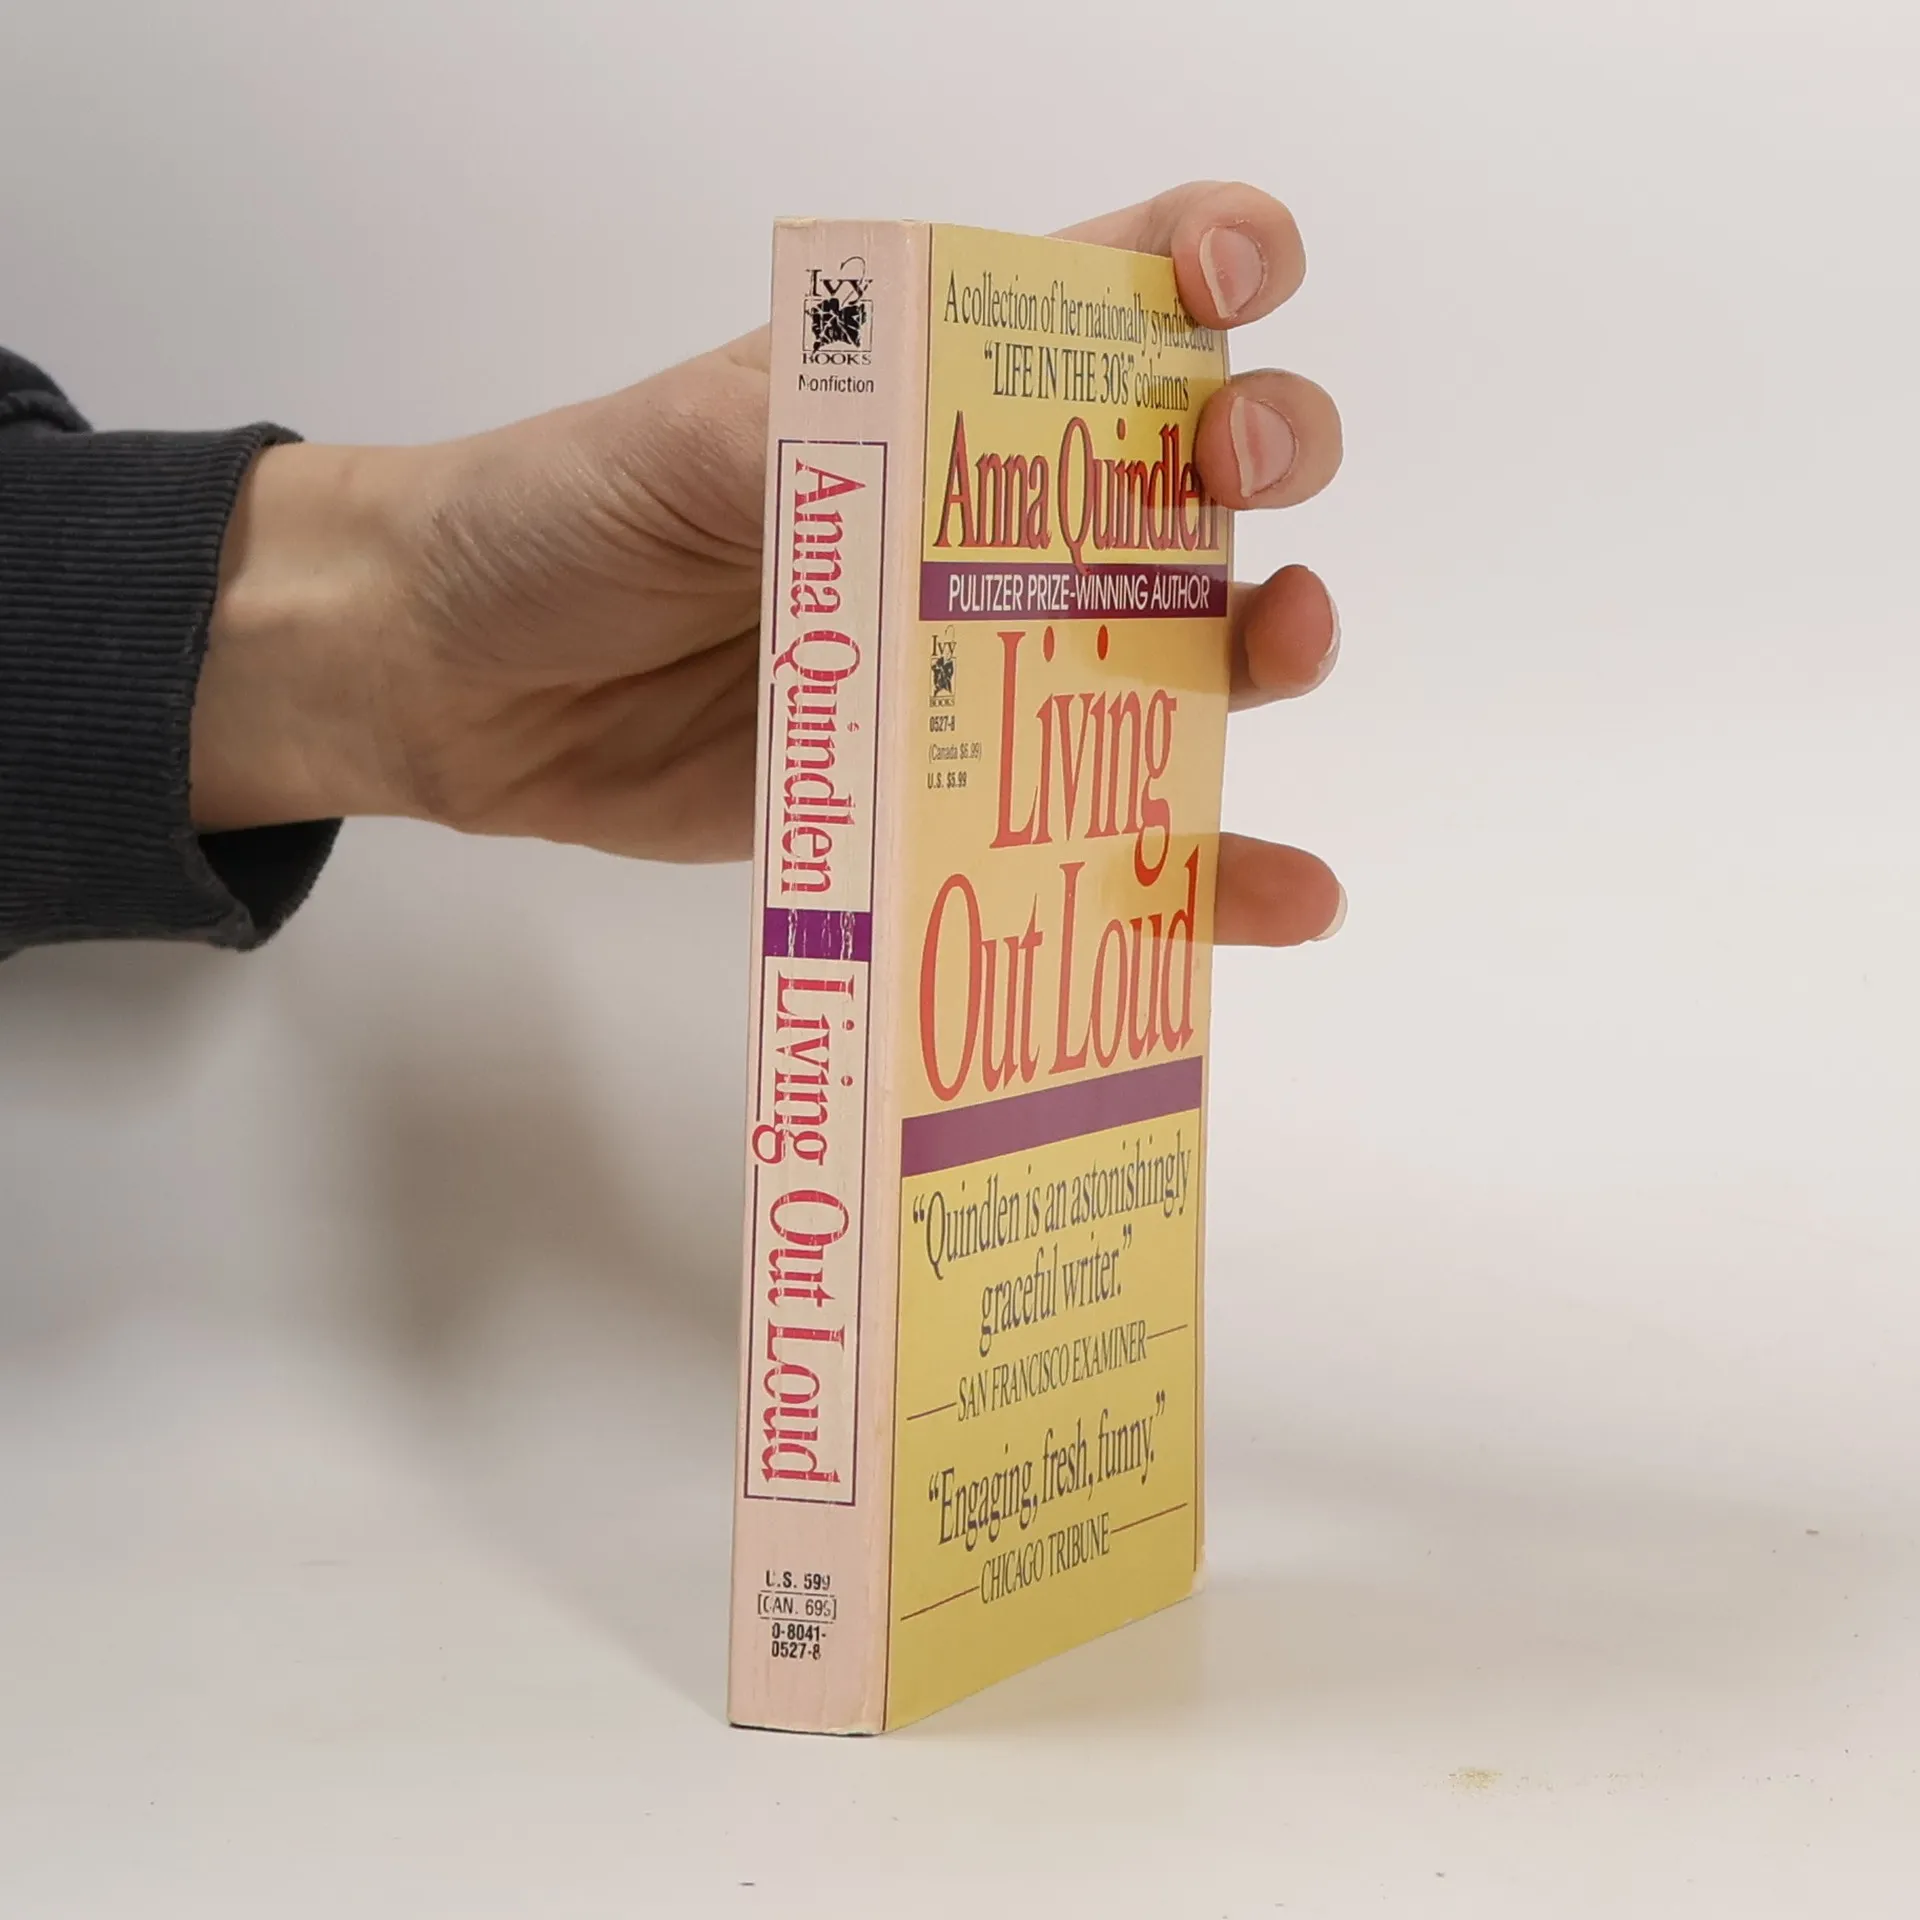 Ivy
BOOKS
Nonfiction
Anna Quindlen
Living Out Loud
U.S. 599
[CAN. 699]
0-8041-
0527-8
A collection of her nationally syndicated
“LIFE IN THE 30's” columns
Anna Quindlen
PULITZER PRIZE-WINNING AUTHOR
Ivy
BOOKS
0527-8
(Canada $6.99)
U.S. $5.99
Living
Out Loud
“Quindlen is an astonishingly
graceful writer.”
—SAN FRANCISCO EXAMINER—
“Engaging, fresh, funny.”
—CHICAGO TRIBUNE—